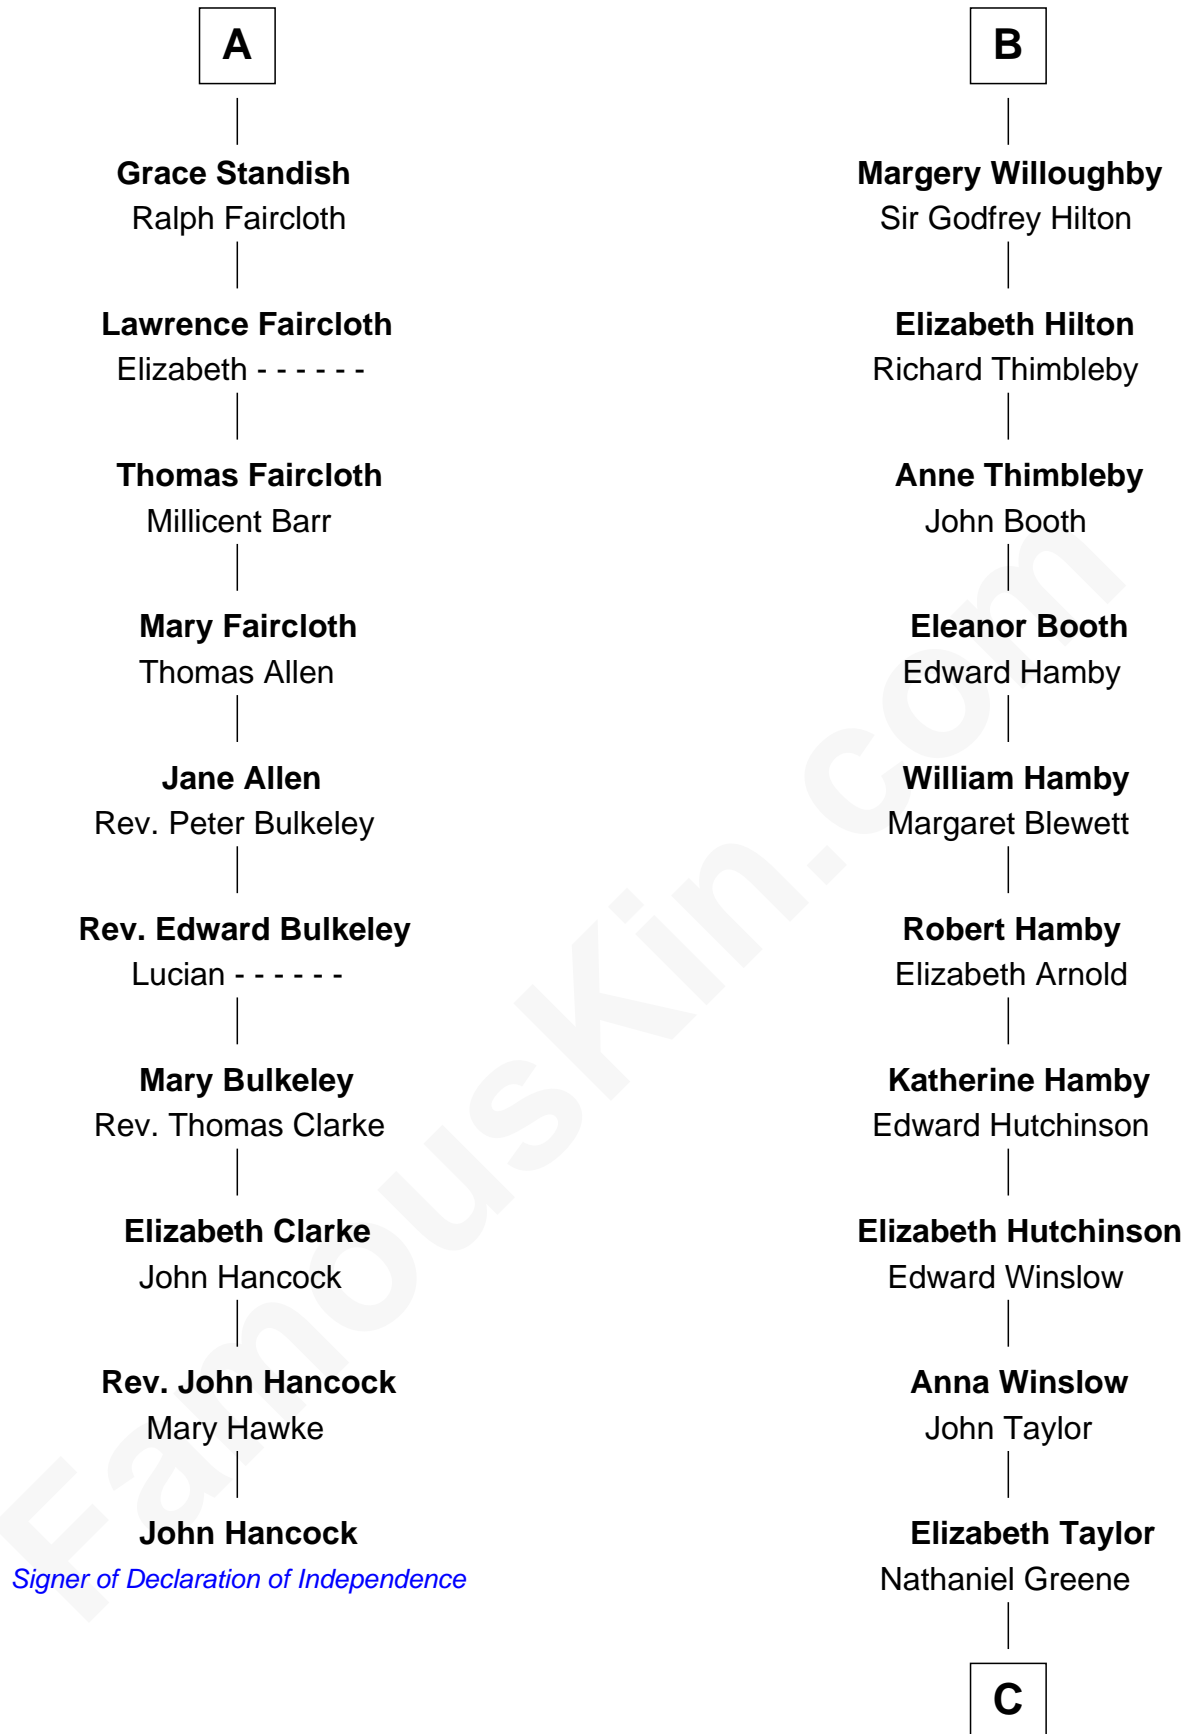 A
Grace Standish
Ralph Faircloth
Lawrence Faircloth
Elizabeth - - - - - -
Thomas Faircloth
Millicent Barr
Mary Faircloth
Thomas Allen
Jane Allen
Rev. Peter Bulkeley
Rev. Edward Bulkeley
Lucian - - - - - -
Mary Bulkeley
Rev. Thomas Clarke
Elizabeth Clarke
John Hancock
Rev. John Hancock
Mary Hawke
John Hancock
Signer of Declaration of Independence
B
Margery Willoughby
Sir Godfrey Hilton
Elizabeth Hilton
Richard Thimbleby
Anne Thimbleby
John Booth
Eleanor Booth
Edward Hamby
William Hamby
Margaret Blewett
Robert Hamby
Elizabeth Arnold
Katherine Hamby
Edward Hutchinson
Elizabeth Hutchinson
Edward Winslow
Anna Winslow
John Taylor
Elizabeth Taylor
Nathaniel Greene
C
FamousKin.com